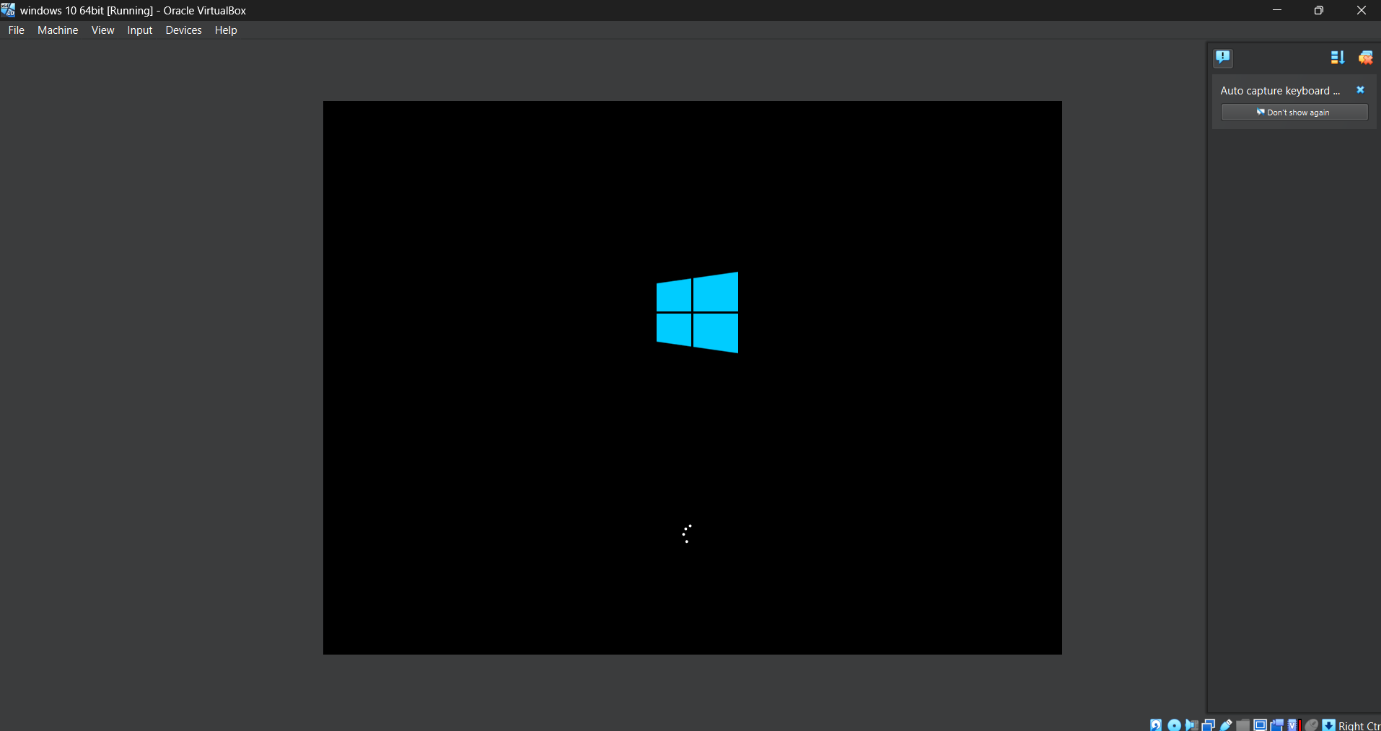 windows 10 64bit [Running] - Oracle VirtualBox
File Machine View Input Devices Help
Auto capture keyboard ...
Don't show again
Right Ctr